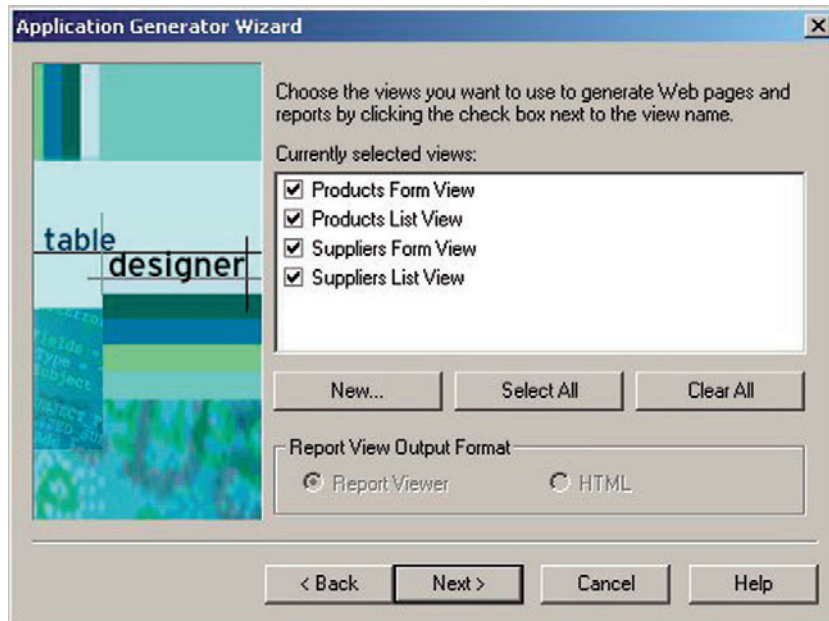 Application Generator Wizard
Choose the views you want to use to generate Web pages and
reports by clicking the check box next to the view name.
Currently selected views:
Products Form View
Products List View
Suppliers Form View
Suppliers List View
table
designer
New...
Select All
Clear All
Report View Output Format
Report Viewer
HTML
< Back
Next >
Cancel
Help